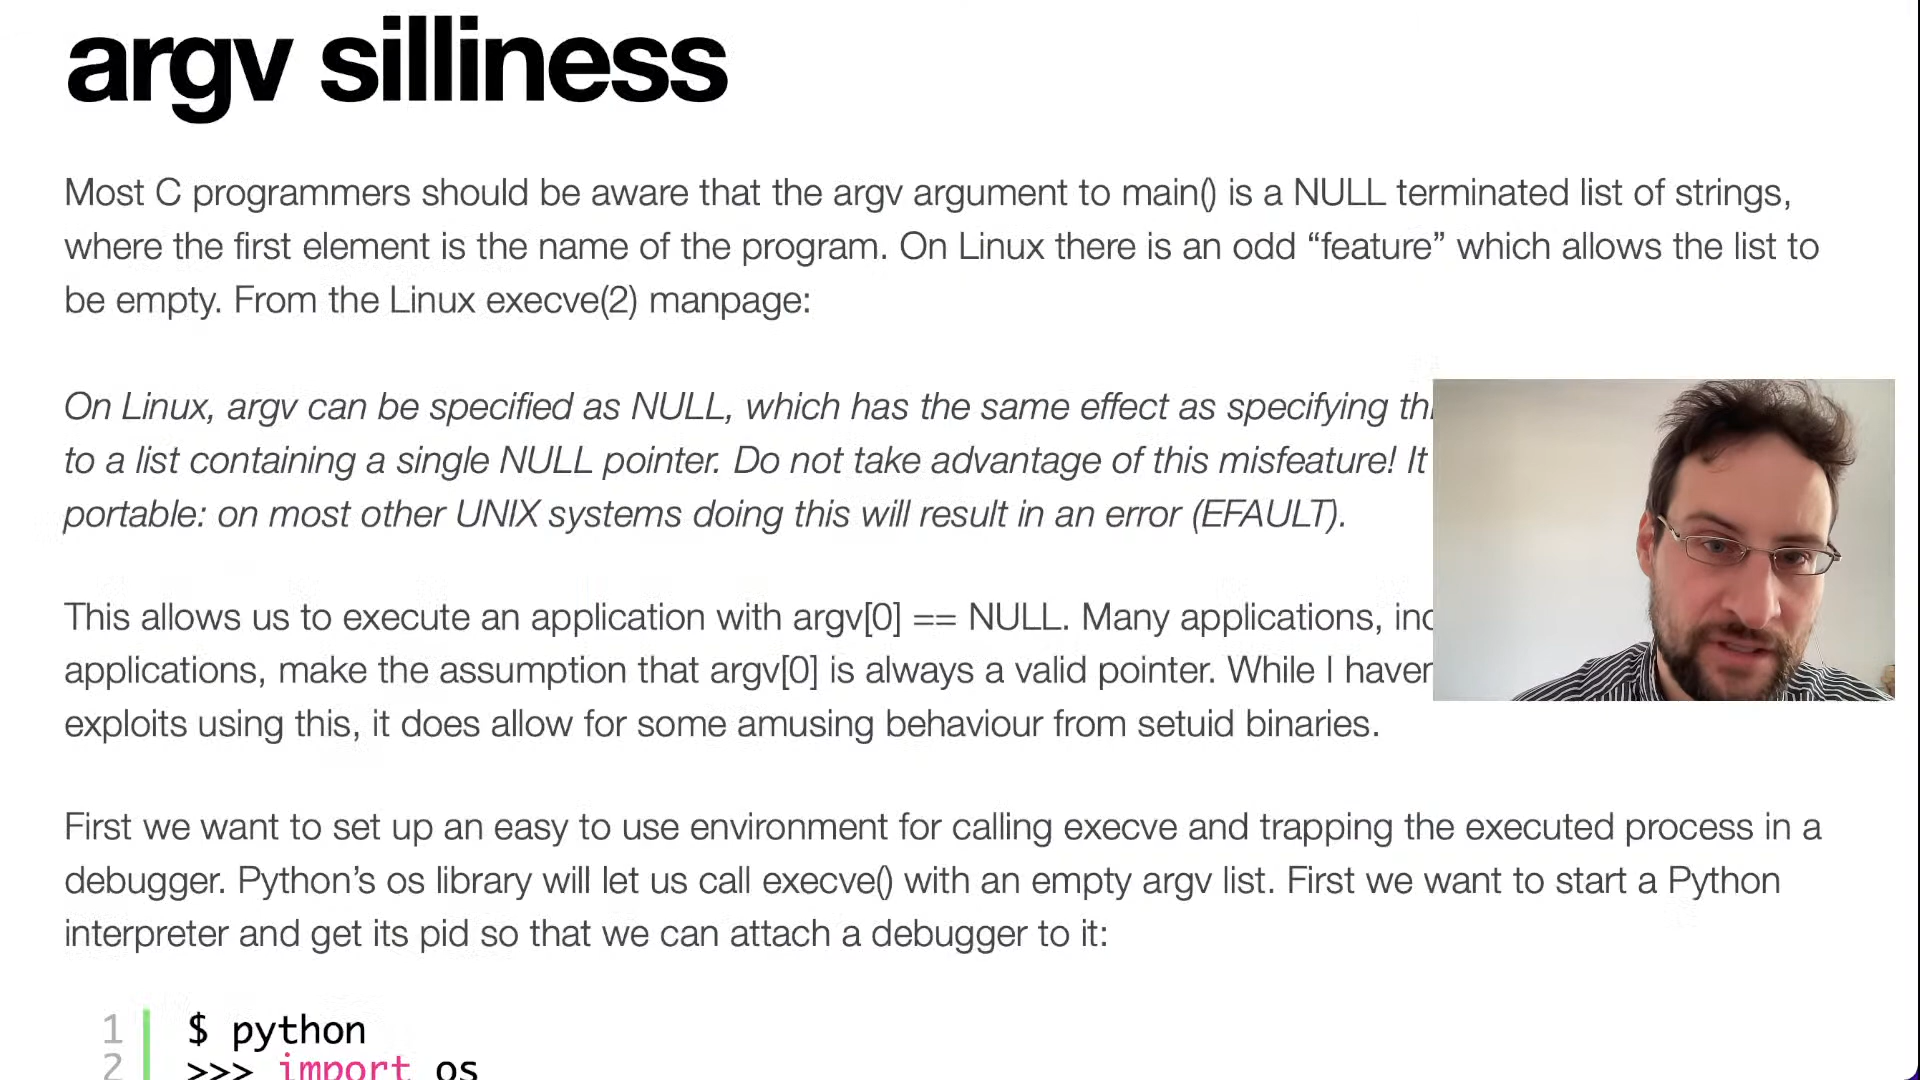 argv silliness
Most C programmers should be aware that the argv argument to main() is a NULL terminated list of strings,
where the first element is the name of the program. On Linux there is an odd “feature” which allows the list to
be empty. From the Linux execve(2) manpage:
On Linux, argv can be specified as NULL, which has the same effect as specifying
to a list containing a single NULL pointer. Do not take advantage of this misfeature! It
portable: on most other UNIX systems doing this will result in an error (EFAULT).
This allows us to execute an application with argv[0] == NULL. Many applications,
applications, make the assumption that argv[0] is always a valid pointer. While I
exploits using this, it does allow for some amusing behaviour from setuid binaries.
First we want to set up an easy to use environment for calling execve and trapping the executed process in a
debugger. Python’s os library will let us call execve() with an empty argv list. First we want to start a Python
interpreter and get its pid so that we can attach a debugger to it:
1 $ python
2 >>> import os